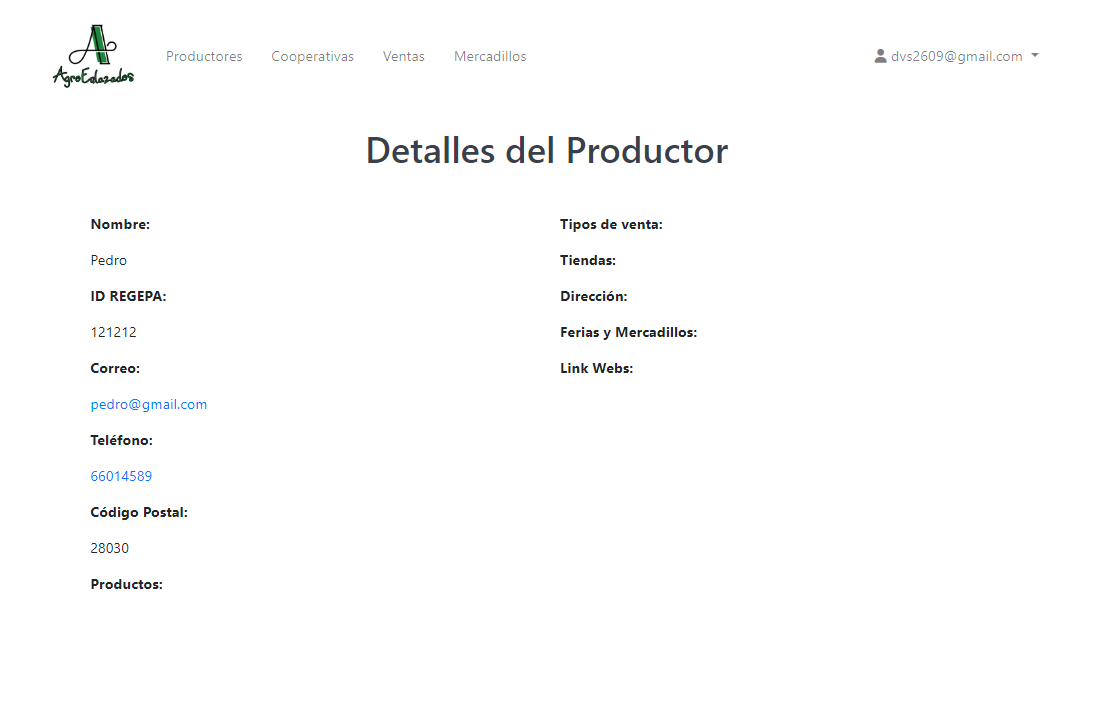 AgroEnlazados
Productores Cooperativas Ventas Mercadillos
dvs2609@gmail.com
Detalles del Productor
Nombre:
Pedro
ID REGEPA:
121212
Correo:
pedro@gmail.com
Teléfono:
66014589
Código Postal:
28030
Productos:
Tipos de venta:
Tiendas:
Dirección:
Ferias y Mercadillos:
Link Webs: